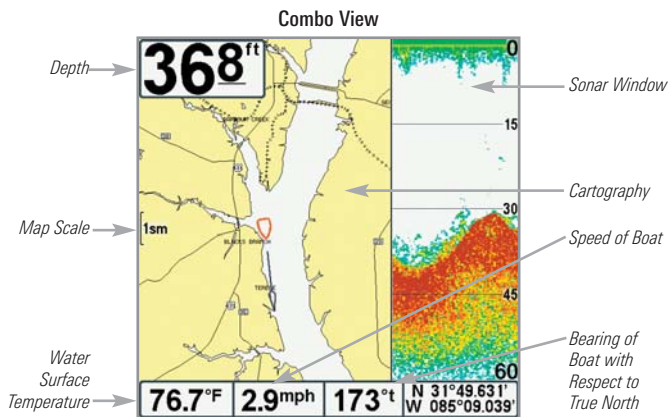 Combo View
Depth
368 ft
0
Sonar Window
15
Cartography
30
Map Scale
1sm
Speed of Boat
45
Water
Surface
Temperature
Bearing of
Boat with
Respect to
True North
60
76.7°F
2.9mph
173°t
N 31°49.631'
W 085°09.039'